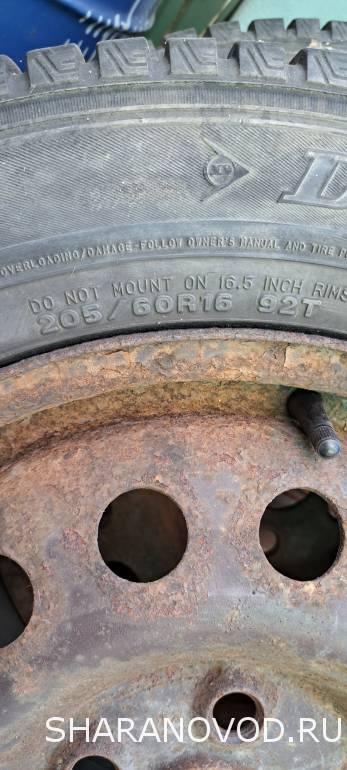 OVERLOADING/DAMAGE-FOLLOW OWNER'S MANUAL AND TIRE
DO NOT MOUNT ON 16.5 INCH RIMS
205/60R16 92T
SHARANOVOD.RU